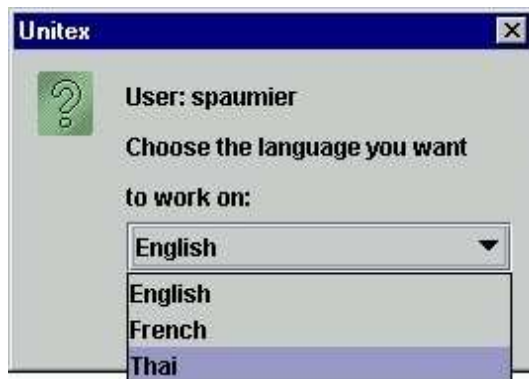 Unitex
User: spaumier
Choose the language you want
to work on:
English
English
French
Thai